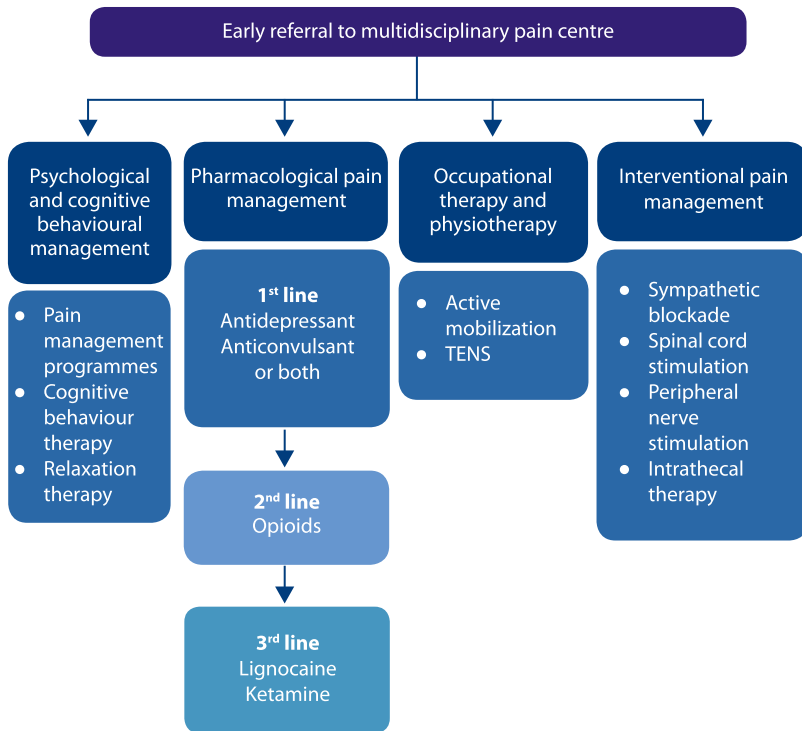 Early referral to multidisciplinary pain centre
Psychological
and cognitive
behavioural
management
● Pain
management
programmes
● Cognitive
behaviour
therapy
● Relaxation
therapy
Pharmacological pain
management
1st line
Antidepressant
Anticonvulsant
or both
2nd line
Opioids
3rd line
Lignocaine
Ketamine
Occupational
therapy and
physiotherapy
● Active
mobilization
● TENS
Interventional pain
management
● Sympathetic
blockade
● Spinal cord
stimulation
● Peripheral
nerve
stimulation
● Intrathecal
therapy